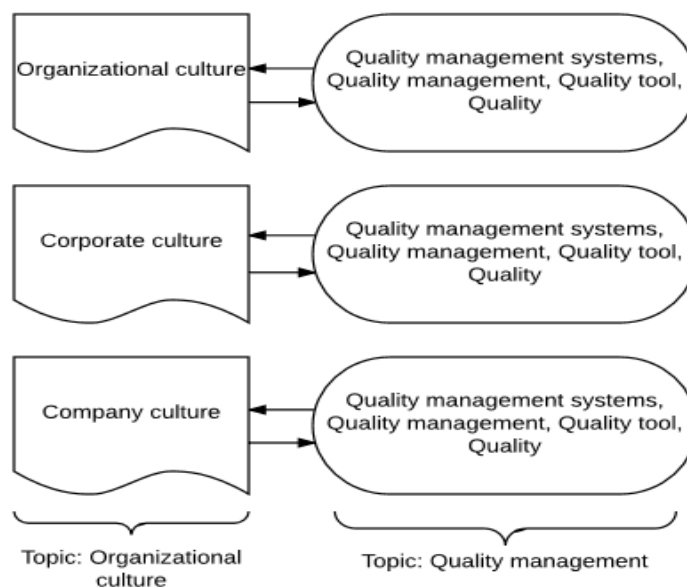 Organizational culture
Quality management systems,
Quality management, Quality tool,
Quality
Corporate culture
Quality management systems,
Quality management, Quality tool,
Quality
Company culture
Quality management systems,
Quality management, Quality tool,
Quality
Topic: Organizational
culture
Topic: Quality management